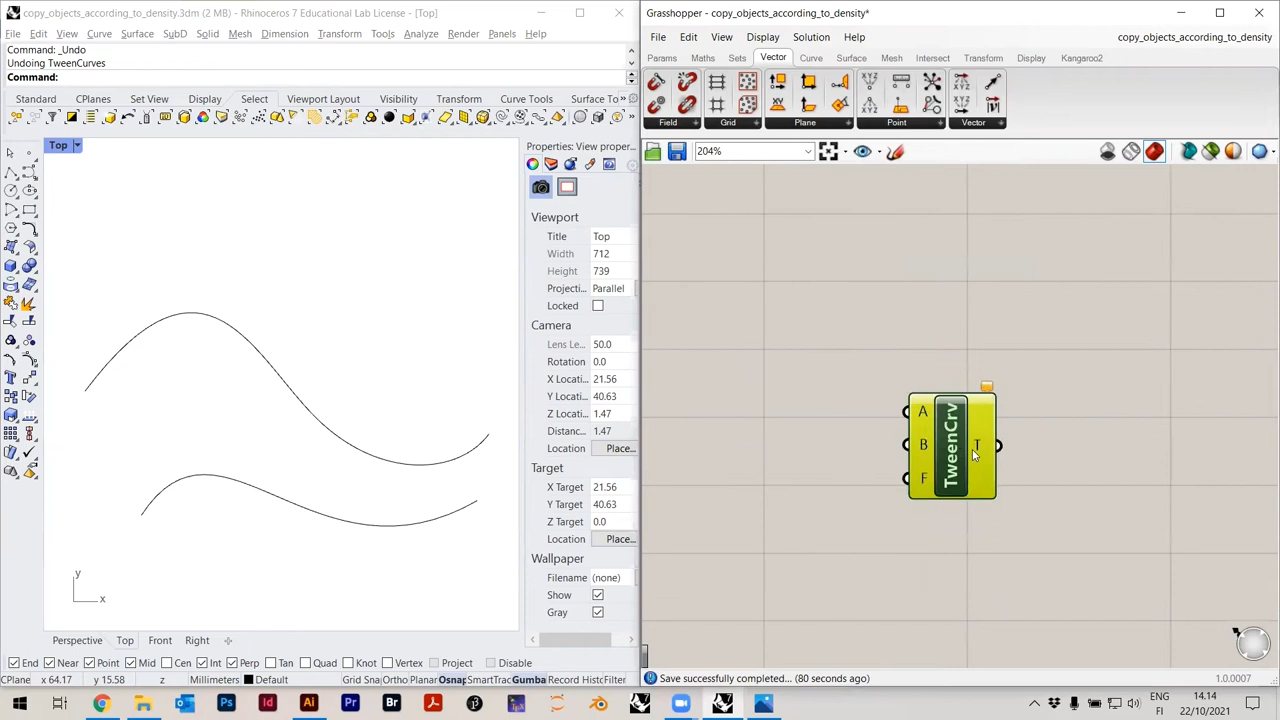 copy_objects_according_to_density.3dm (2 MB) - Rhinoceros 7 Educational Lab License - [Top]
File Edit View Curve Surface SubD Solid Mesh Dimension Transform Tools Analyze Render Panels Help
Command: _Undo
Undoing TweenCurves
Command:
Standard CPlanes Set View Display Select Viewport Layout Visibility Transform Curve Tools Surface To »
Top
Properties: View proper...
Viewport
Title Top
Width 712
Height 739
Projecti... Parallel
Locked
Camera
Lens Le... 50.0
Rotation 0.0
X Locati... 21.56
Y Locati... 40.63
Z Locati... 1.47
Distanc... 1.47
Location Place...
Target
X Target 21.56
Y Target 40.63
Z Target 0.0
Location Place...
Wallpaper
Filename (none)
Show
Gray
y
x
Perspective Top Front Right
End Near Point Mid Cen Int Perp Tan Quad Knot Vertex Project Disable
CPlane x 64.17 y 15.58 z Millimeters Default Grid Snap Ortho Planar Osnap SmartTrac Gumba Record Histo Filter
Grasshopper - copy_objects_according_to_density*
File Edit View Display Solution Help copy_objects_according_to_density*
Params Maths Sets Vector Curve Surface Mesh Intersect Transform Display Kangaroo2
Field Grid Plane Point Vector
204%
A
B
F
TweenCrv
T
Save successfully completed... (80 seconds ago) 1.0.0007
ENG
FI
14.14
22/10/2021